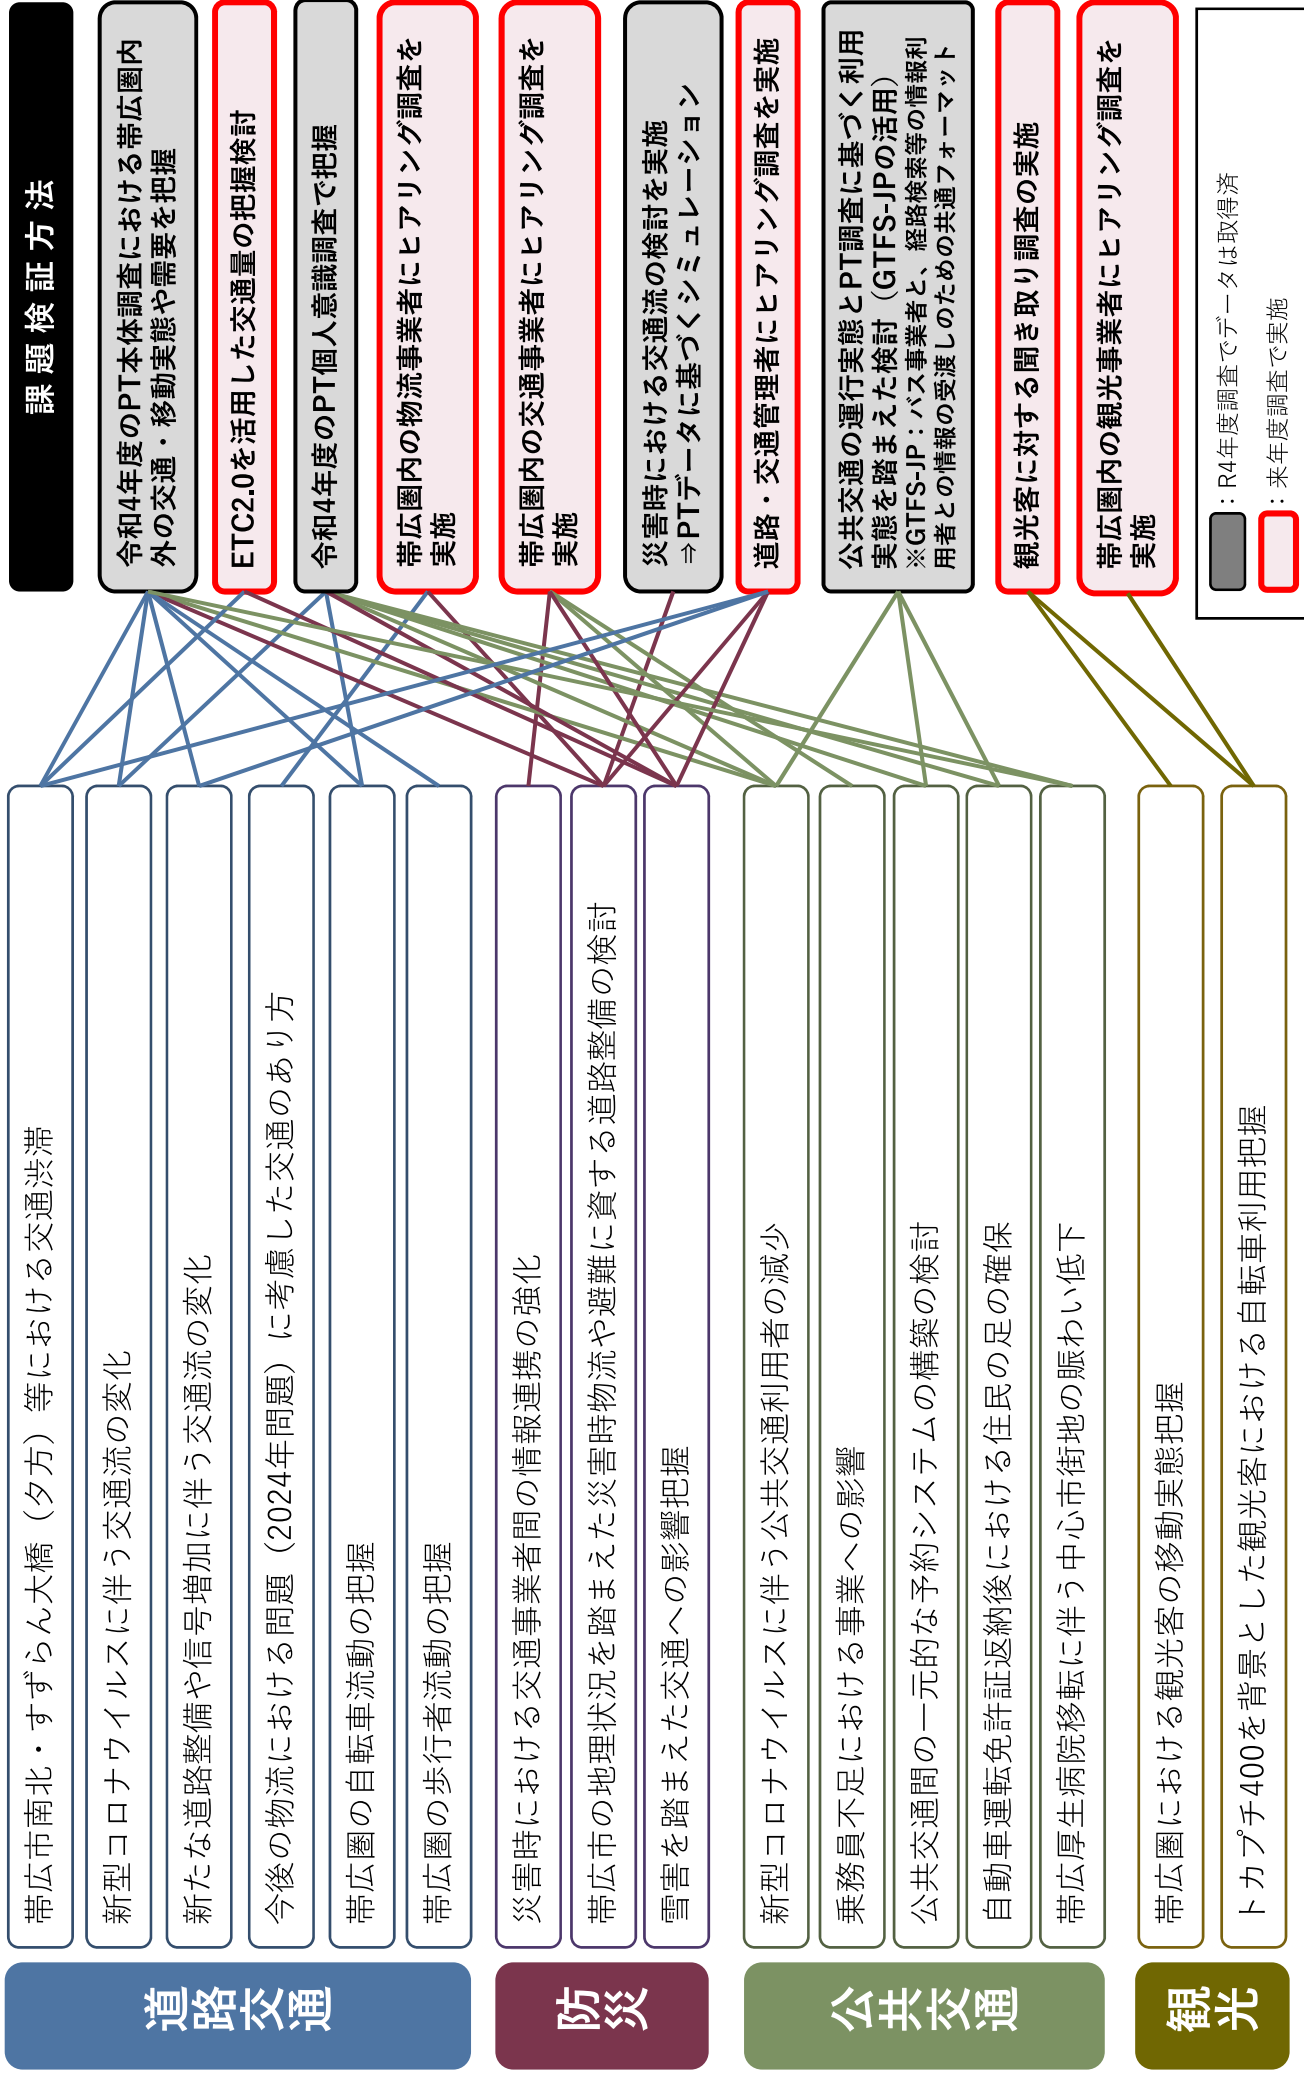 課題検証方法
道路交通
帯広市南北・すずらん大橋（夕方）等における交通渋滞
新型コロナウイルスに伴う交通流の変化
新たな道路整備や信号増加に伴う交通流の変化
今後の物流における問題（2024年問題）に考慮した交通のあり方
帯広圏の自転車流動の把握
帯広圏の歩行者流動の把握
防災
災害時における交通事業者間の情報連携の強化
帯広市の地理状況を踏まえた災害時物流や避難に資する道路整備の検討
雪害を踏まえた交通への影響把握
公共交通
新型コロナウイルスに伴う公共交通利用者の減少
乗務員不足における事業への影響
公共交通間の一元的な予約システムの構築の検討
自動車運転免許証返納後における住民の足の確保
帯広厚生病院移転に伴う中心市街地の賑わい低下
観光
帯広圏における観光客の移動実態把握
トカプチ400を背景とした観光客における自転車利用把握
令和4年度のPT本体調査における帯広圏内
外の交通・移動実態や需要を把握
ETC2.0を活用した交通量の把握検討
令和4年度のPT個人意識調査で把握
帯広圏内の物流事業者にヒアリング調査を
実施
帯広圏内の交通事業者にヒアリング調査を
実施
災害時における交通流の検討を実施
⇒PTデータに基づくシミュレーション
道路・交通管理者にヒアリング調査を実施
公共交通の運行実態とPT調査に基づく利用
実態を踏まえた検討（GTFS-JPの活用）
※GTFS-JP：バス事業者と、経路検索等の情報利
用者との情報の受渡しのための共通フォーマット
観光客に対する聞き取り調査の実施
帯広圏内の観光事業者にヒアリング調査を
実施
：R4年度調査でデータは取得済
：来年度調査で実施